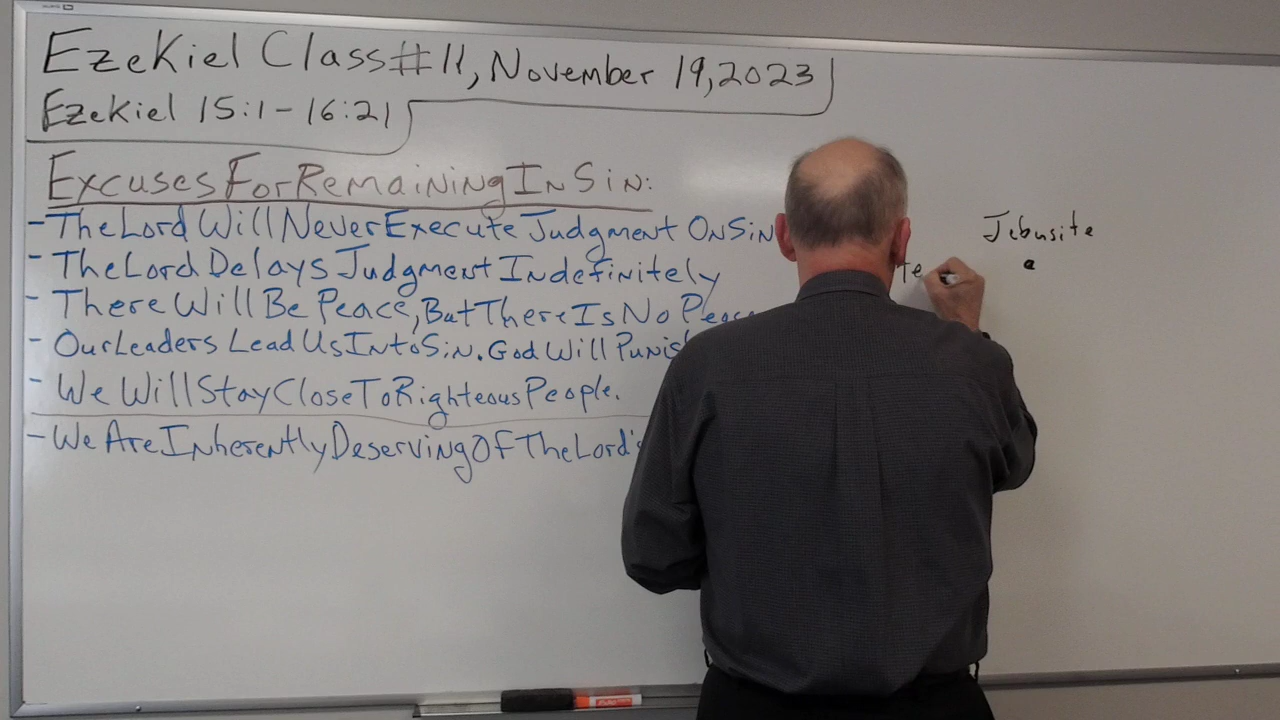 Ezekiel Class #11, November 19, 2023
Ezekiel 15:1-16:21
Excuses For Remaining In Sin:
- The Lord Will Never Execute Judgment On Sin
- The Lord Delays Judgment Indefinitely
- There Will Be Peace, But There Is No Peace
- Our Leaders Lead Us Into Sin. God Will
- We Will Stay Close To Righteous People.
- We Are Inherently Deserving Of The Lord's
Jebusite